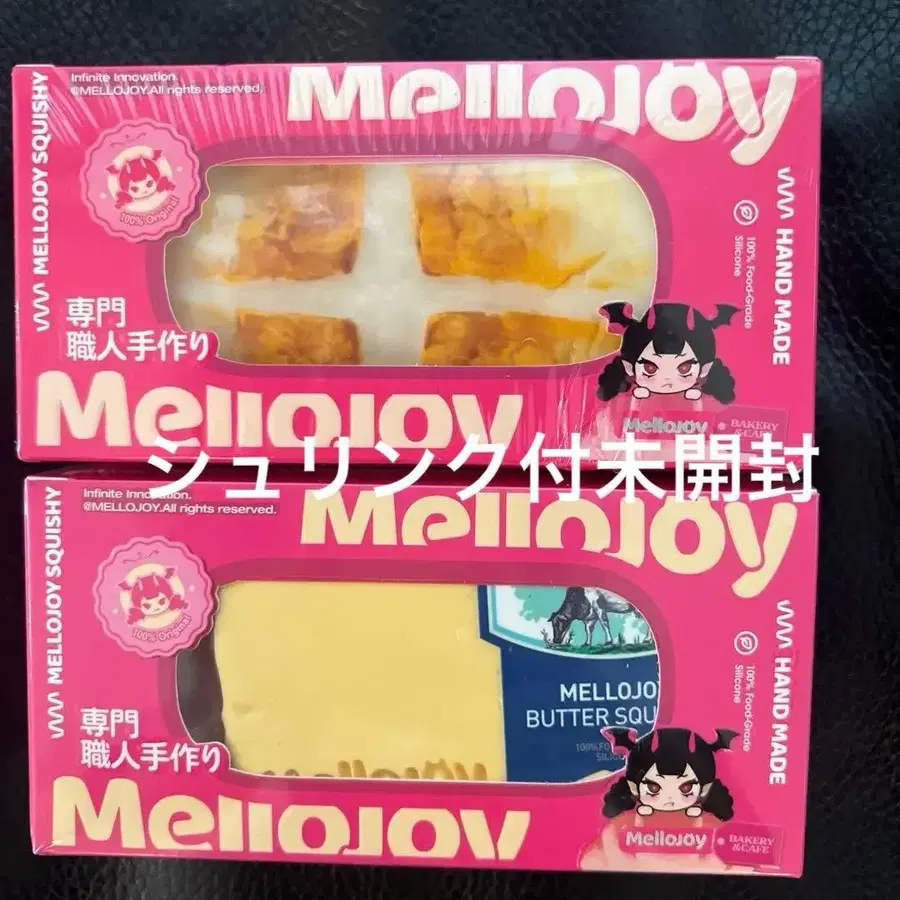 Infinite Innovation.
@MELLOJOY.All rights reserved.
Mellojoy
MELLOJOY SQUISHY
100% Original
HAND MADE
100% Food-Grade
Silicone
専門
職人手作り
Mellojoy
Mellojoy
BAKERY
&CAFE
シュリンク付未開封
Infinite Innovation.
@MELLOJOY.All rights reserved.
Mellojoy
MELLOJOY SQUISHY
100% Original
HAND MADE
100% Food-Grade
Silicone
MELLOJO
BUTTER SQU
専門
職人手作り
Mellojoy
Mellojoy
Mellojoy
BAKERY
&CAFE